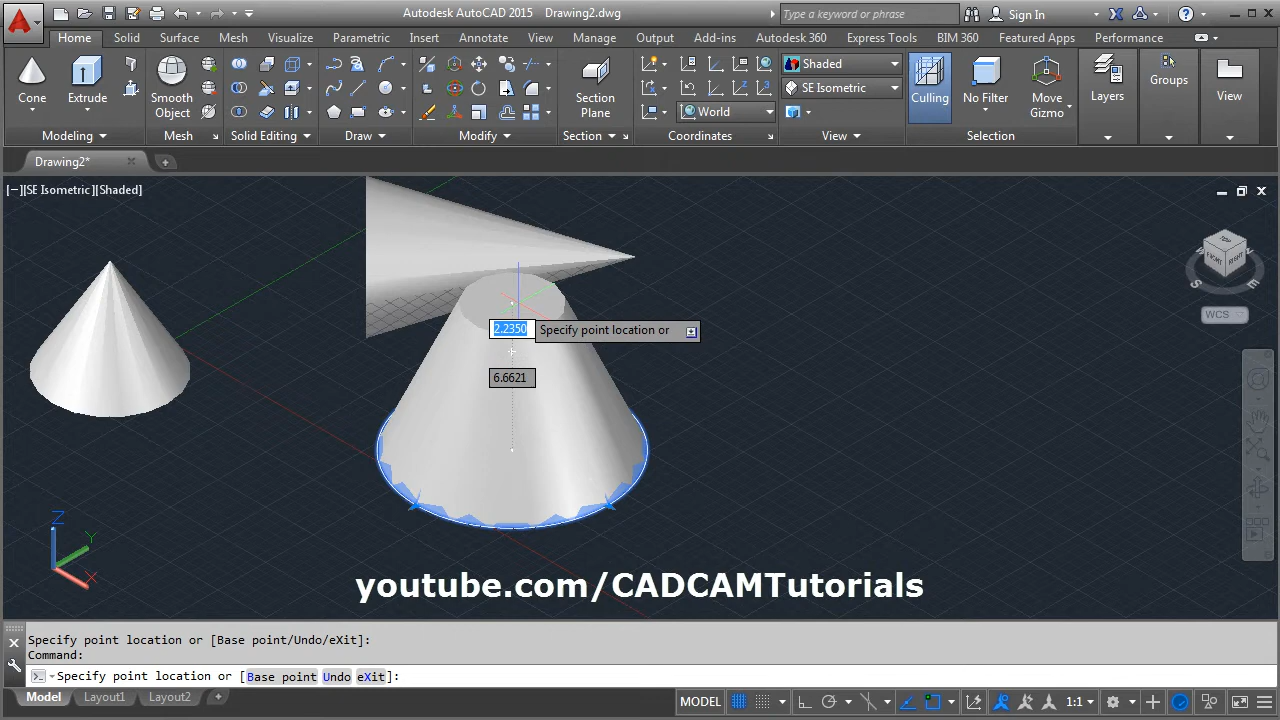 Autodesk AutoCAD 2015 Drawing2.dwg
Type a keyword or phrase
Sign In
Home Solid Surface Mesh Visualize Parametric Insert Annotate View Manage Output Add-ins Autodesk 360 Express Tools BIM 360 Featured Apps Performance
Shaded
SE Isometric
World
Cone Extrude
Smooth Object
Section Plane
Culling No Filter
Move Gizmo
Layers Groups View
Modeling Mesh Solid Editing Draw Modify Section Coordinates View Selection
Drawing2*
[−][SE Isometric][Shaded]
TOP
FRONT RIGHT
S E
WCS
2.2350 Specify point location or
6.6621
Z
Y
X
youtube.com/CADCAMTutorials
Specify point location or [Base point/Undo/eXit]:
Command:
Specify point location or [Base point Undo eXit]:
Model Layout1 Layout2
MODEL 1:1